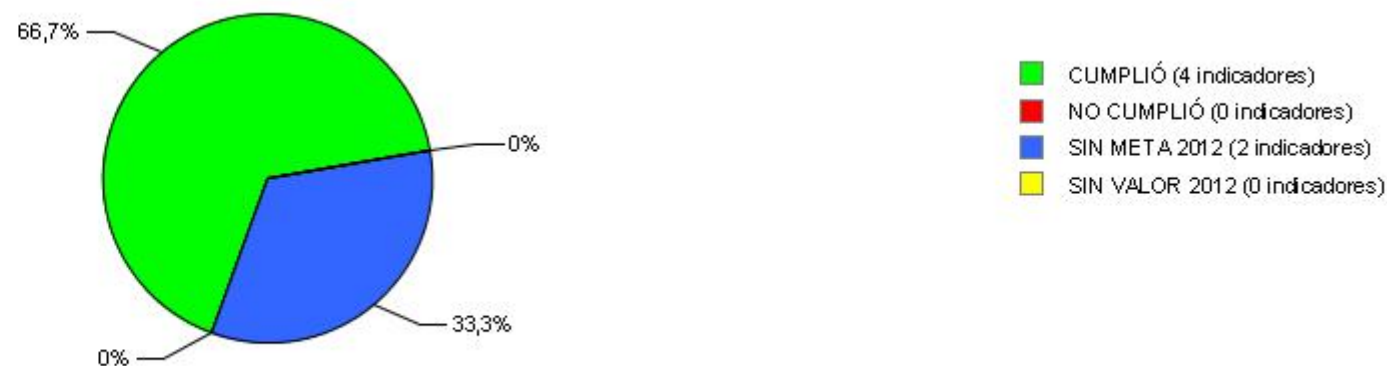 66,7%
0%
33,3%
0%
CUMPLIÓ (4 indicadores)
NO CUMPLIÓ (0 indicadores)
SIN META 2012 (2 indicadores)
SIN VALOR 2012 (0 indicadores)